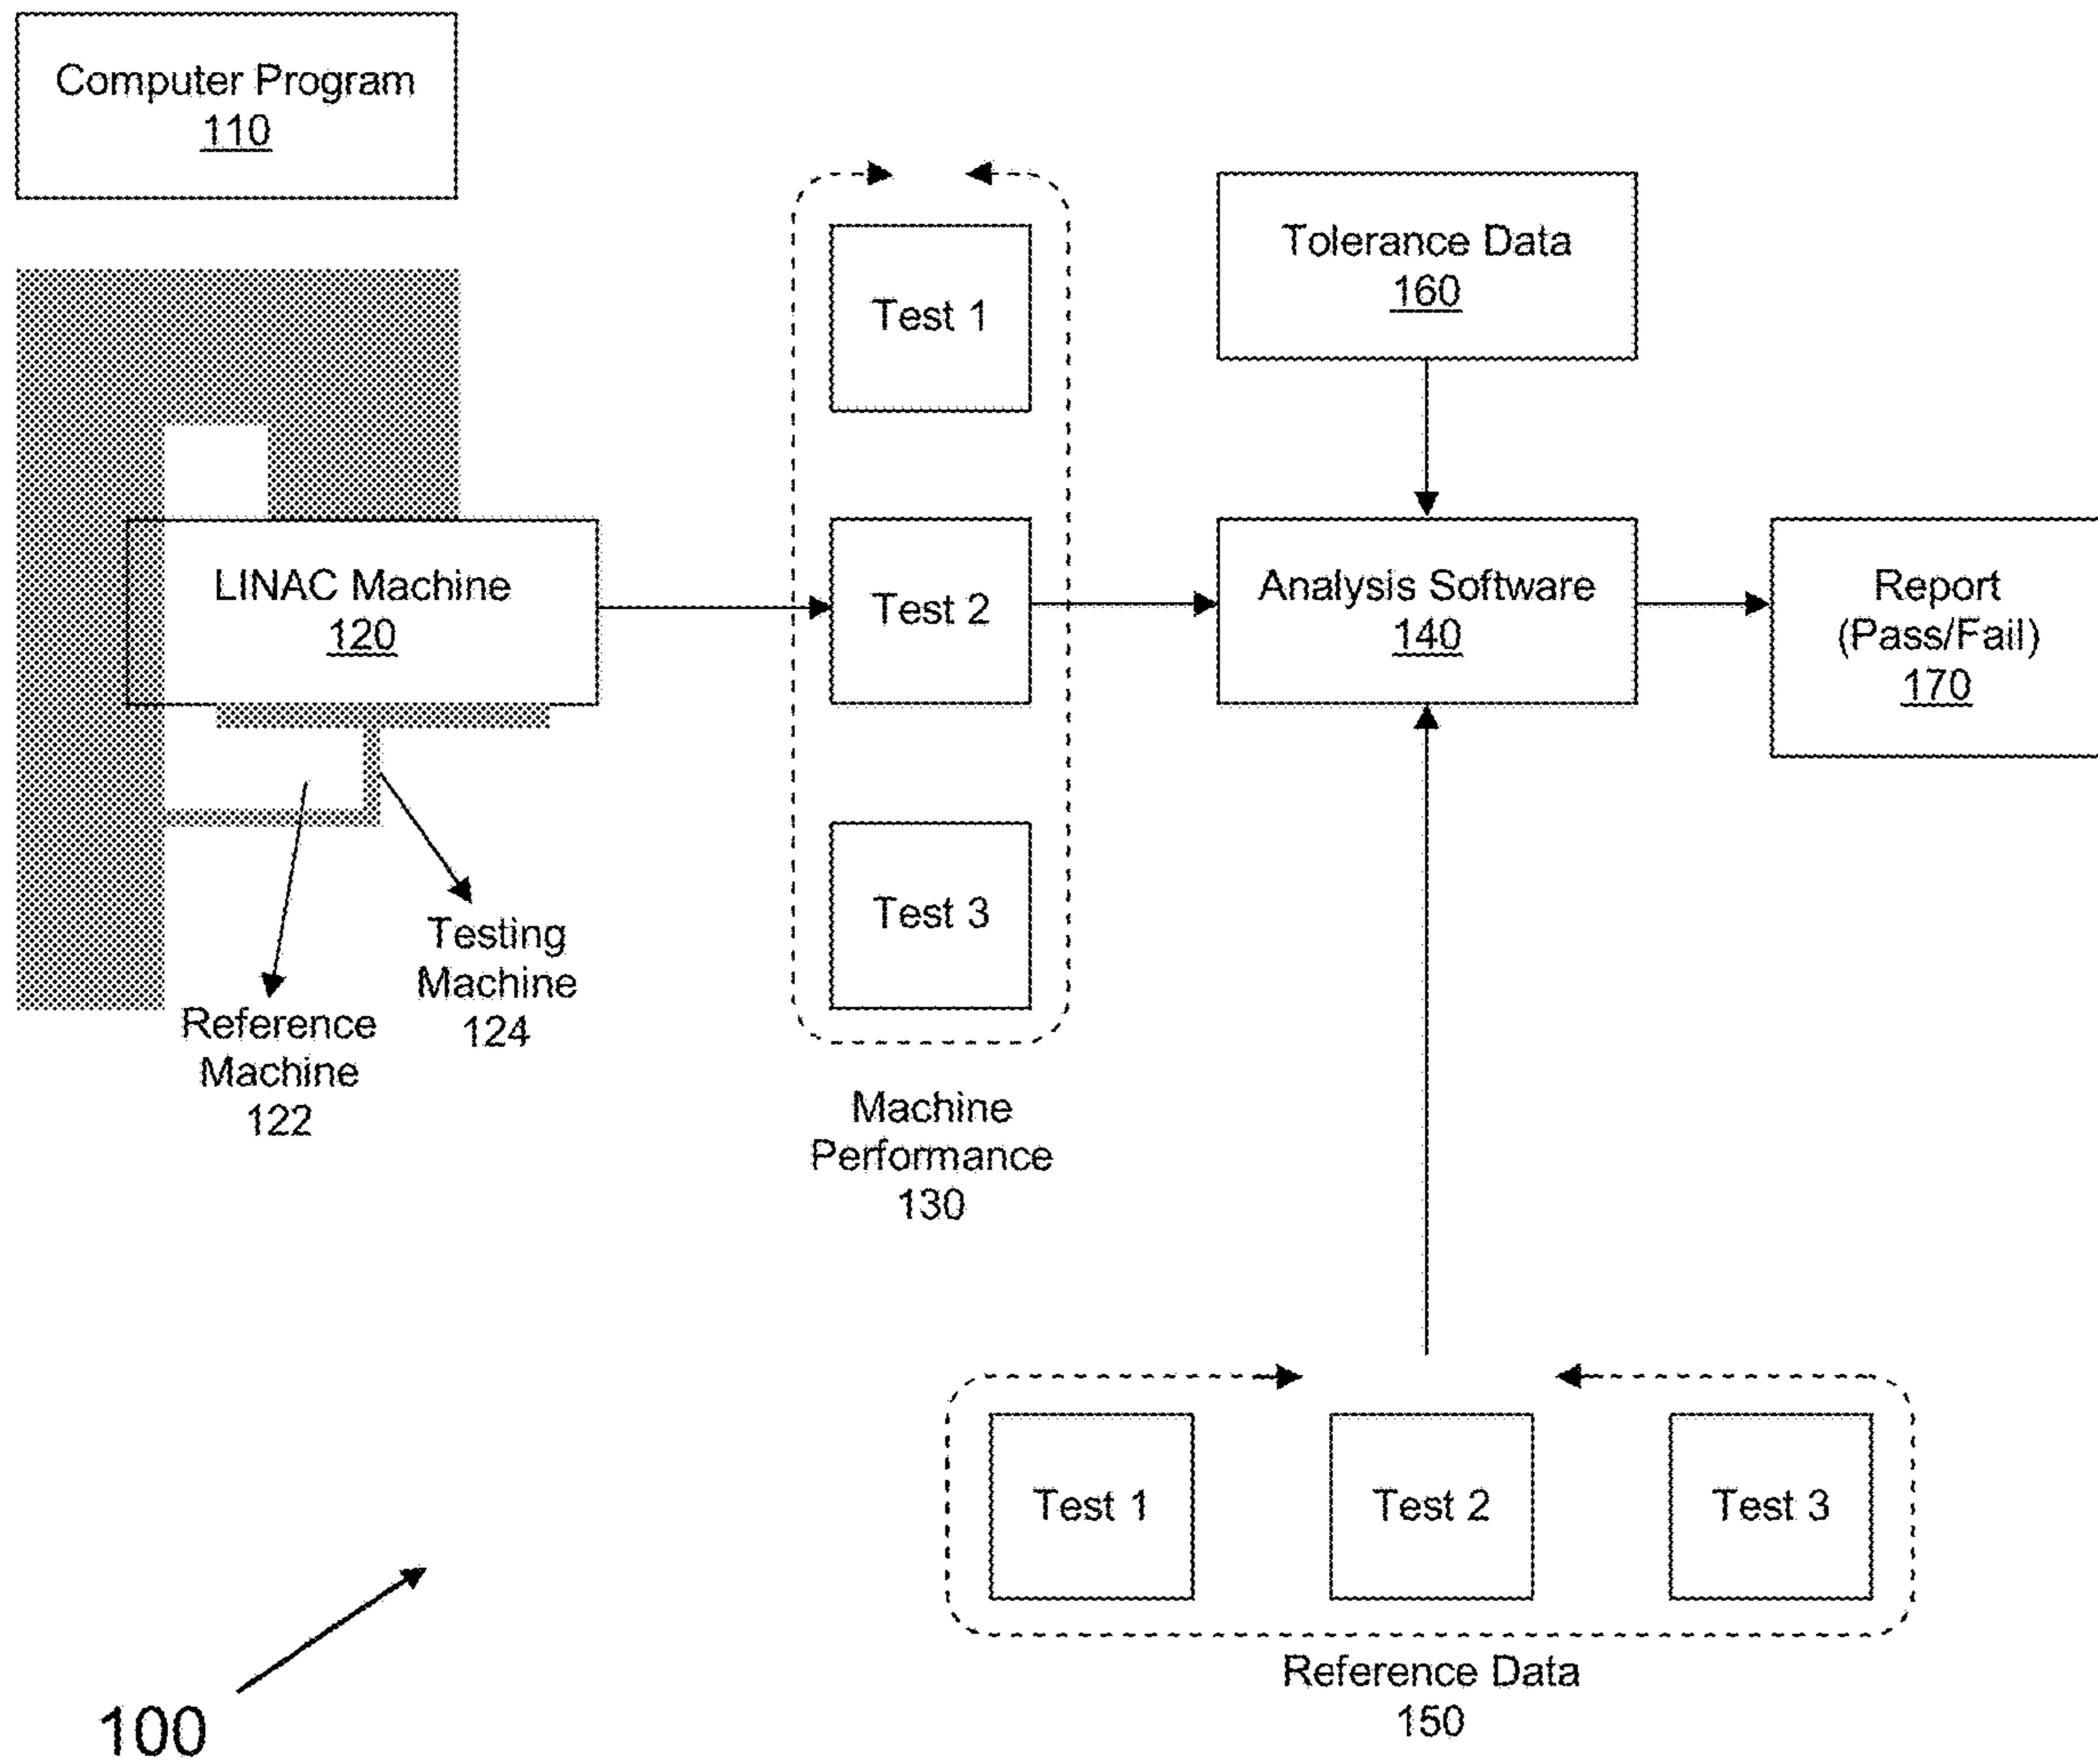 Computer Program
110
Test 1
Tolerance Data
160
LINAC Machine
120
Test 2
Analysis Software
140
Report
(Pass/Fail)
170
Test 3
Testing
Machine
124
Reference
Machine
122
Machine
Performance
130
Test 1
Test 2
Test 3
Reference Data
150
100